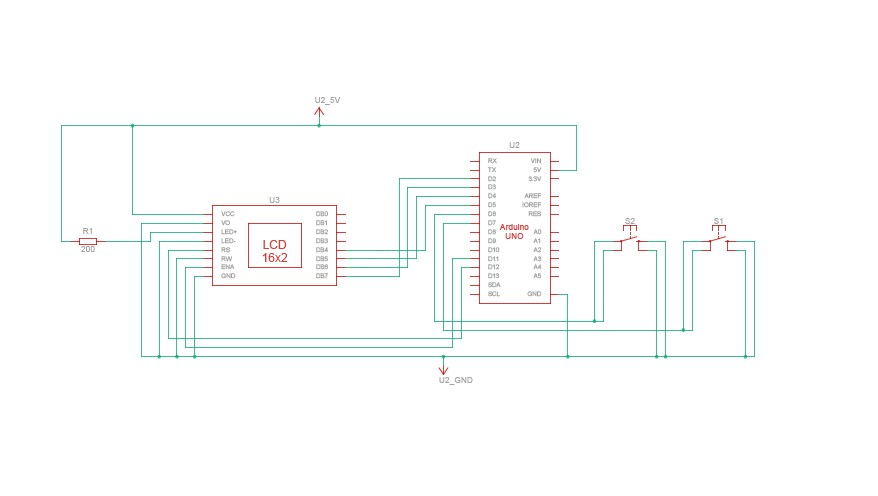 U2_5V
U2
RX VIN
TX 5V
D2 3.3V
D3
D4 AREF
D5 IOREF
D6 RES
D7
D8 A0
D9 A1
D10 A2
D11 A3
D12 A4
D13 A5
SDA
SCL GND
Arduino
UNO
U3
VCC DB0
VO DB1
LED+ DB2
LED- DB3
RS DB4
RW DB5
ENA DB6
GND DB7
LCD
16x2
R1
200
S2
S1
U2_GND